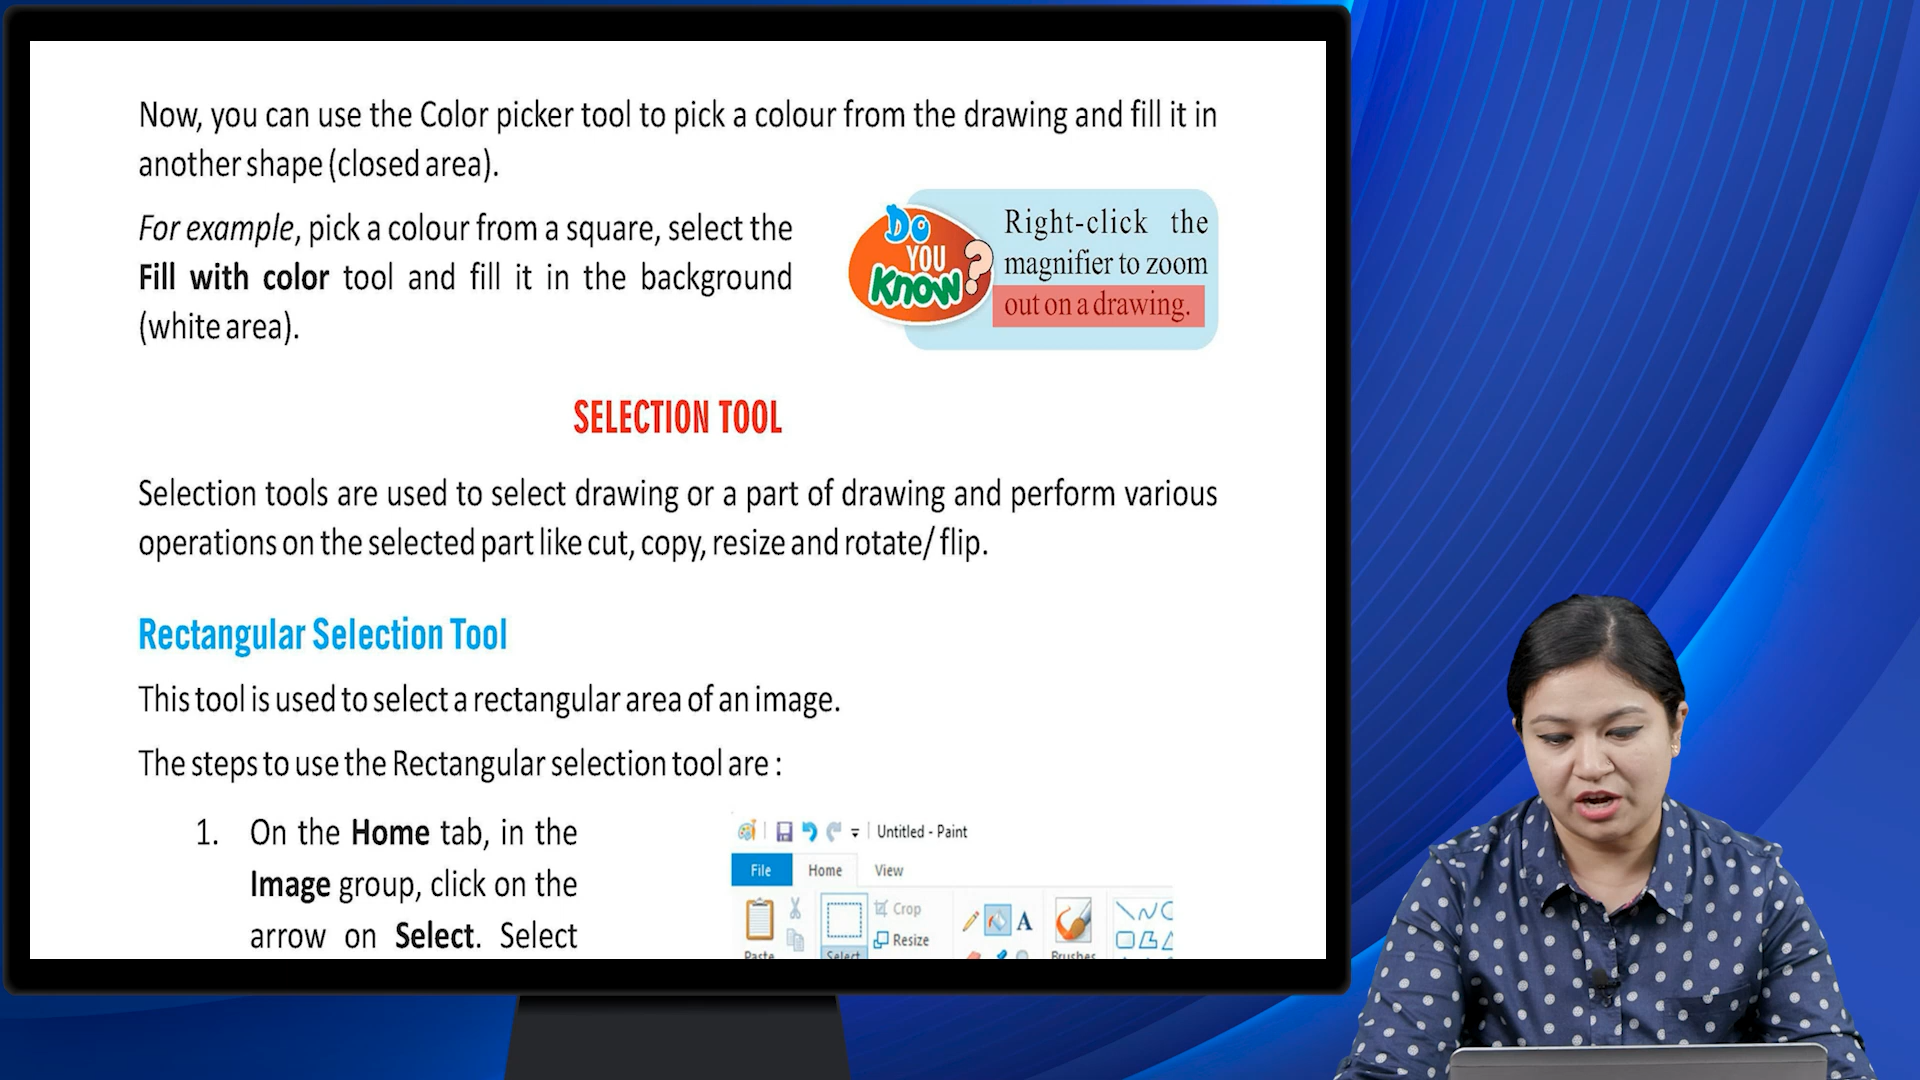 Now, you can use the Color picker tool to pick a colour from the drawing and fill it in
another shape (closed area).
For example, pick a colour from a square, select the
Fill with color tool and fill it in the background
(white area).
Do
YOU
KNOW?
Right-click the
magnifier to zoom
out on a drawing.
SELECTION TOOL
Selection tools are used to select drawing or a part of drawing and perform various
operations on the selected part like cut, copy, resize and rotate/ flip.
Rectangular Selection Tool
This tool is used to select a rectangular area of an image.
The steps to use the Rectangular selection tool are :
1. On the Home tab, in the
Image group, click on the
arrow on Select. Select
Untitled - Paint
File Home View
Crop
A
Resize
Paste Select Brushes